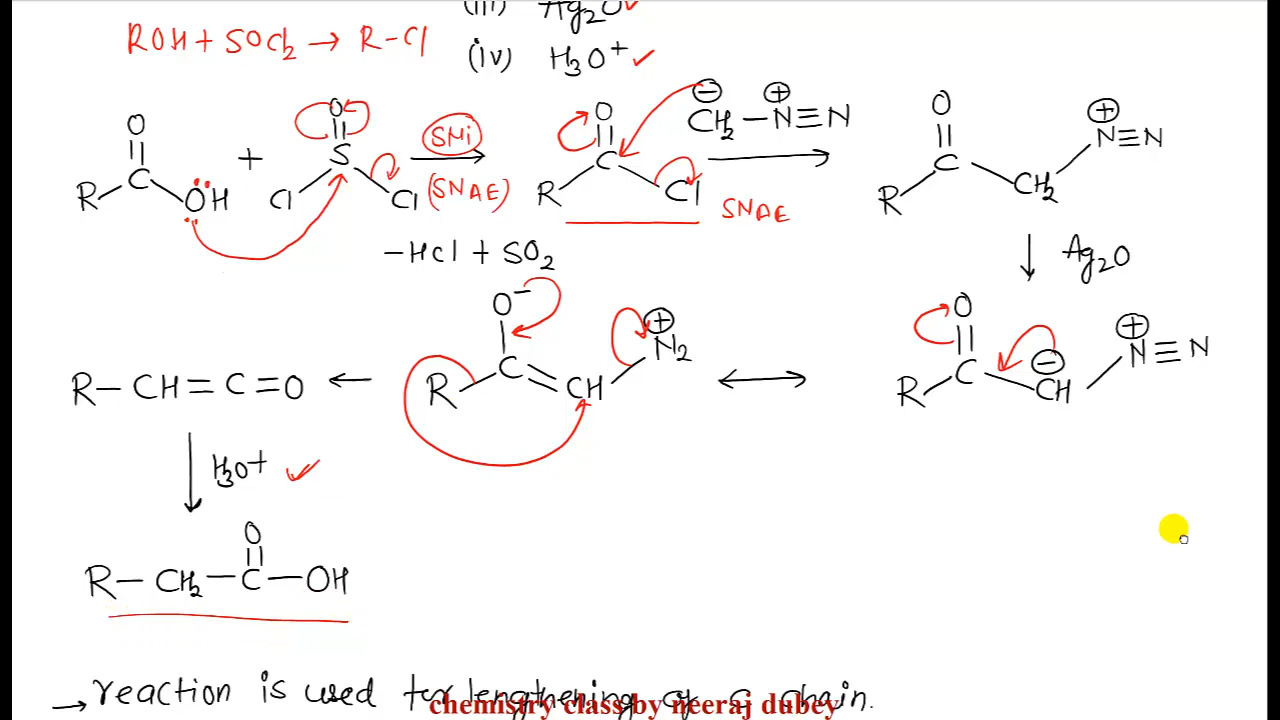 (iii) Ag2O ✓
ROH + SOCl2 → R-Cl
(iv) H3O+ ✓
O R C OH + O S Cl Cl SMi (SNAE) → O R C Cl ⊖ CH2 — N ⊕ ≡ N → O R C CH2 N ⊕ ≡ N
SNAE
-HCl + SO2
↓ Ag2O
R — CH = C = O ← O- R C = CH N2 ⊕ ↔ O R C ⊖ CH N ⊕ ≡ N
↓ H3O+ ✓
O
R — CH2 — C — OH
→ reaction is used for lengthening of a chain.
chemistry class by neeraj dubey